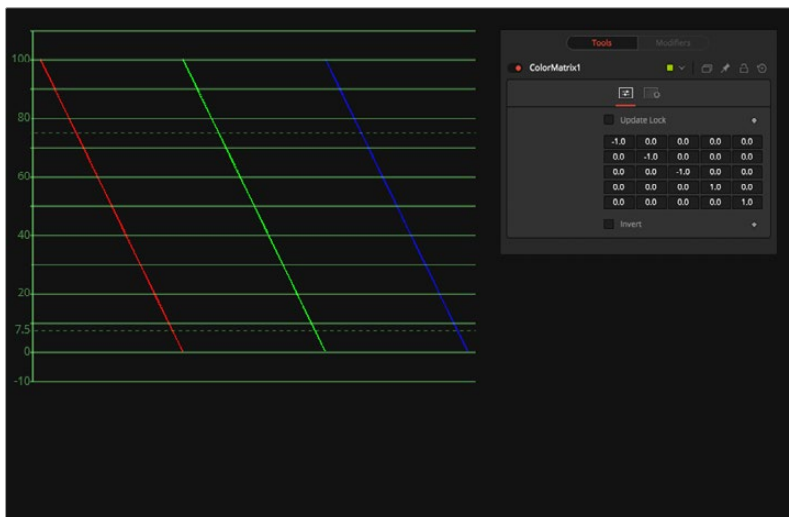 100
80
60
40
20
7.5
0
-10
Tools Modifiers
ColorMatrix1
Update Lock
-1.0 0.0 0.0 0.0 0.0
0.0 -1.0 0.0 0.0 0.0
0.0 0.0 -1.0 0.0 0.0
0.0 0.0 0.0 1.0 0.0
0.0 0.0 0.0 0.0 1.0
Invert